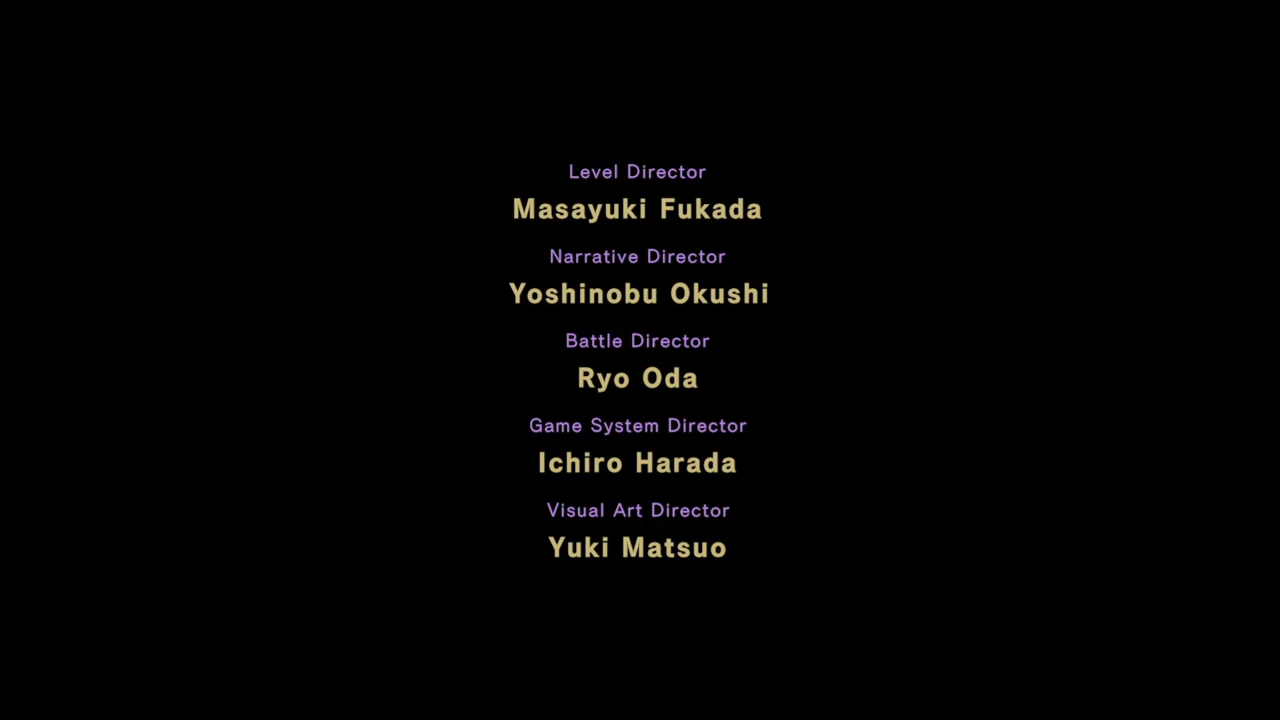 Level Director
Masayuki Fukada
Narrative Director
Yoshinobu Okushi
Battle Director
Ryo Oda
Game System Director
Ichiro Harada
Visual Art Director
Yuki Matsuo